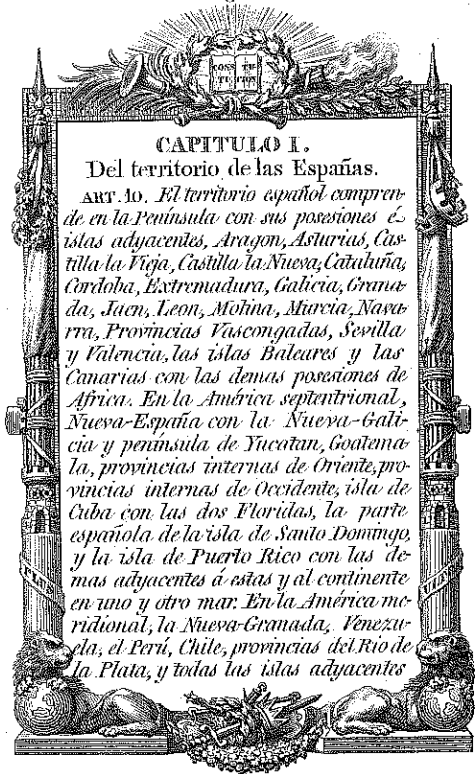 CONSTI
TUCION
CAPITULO I.
Del territorio de las Españas.
ART. 10. El territorio español compren-
de en la Península con sus posesiones é
islas adyacentes, Aragon, Asturias, Cas-
tilla la Vieja, Castilla la Nueva, Cataluña,
Cordoba, Extremadura, Galicia, Grana-
da, Jaen, Leon, Molina, Murcia, Nava-
rra, Provincias Vascongadas, Sevilla
y Valencia, las islas Baleares y las
Canarias con las demas posesiones de
Africa. En la América septentrional,
Nueva-España con la Nueva-Gali-
cia y península de Yucatan, Goatema-
la, provincias internas de Oriente, pro-
vincias internas de Occidente, isla de
Cuba con las dos Floridas, la parte
española de la isla de Santo Domingo,
y la isla de Puerto Rico con las de-
mas adyacentes á estas y al continente
en uno y otro mar. En la América me-
ridional, la Nueva-Granada, Venezu-
ela, el Perú, Chile, provincias del Rio de
la Plata, y todas las islas adyacentes
PLUS